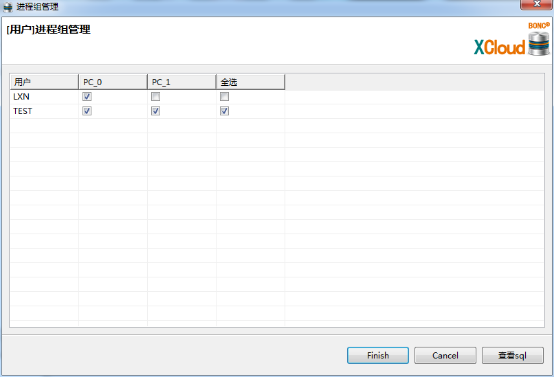 进程组管理
[用户]进程组管理
BONC®
XCloud
用户 PC_0 PC_1 全选
LXN
TEST
Finish Cancel 查看sql